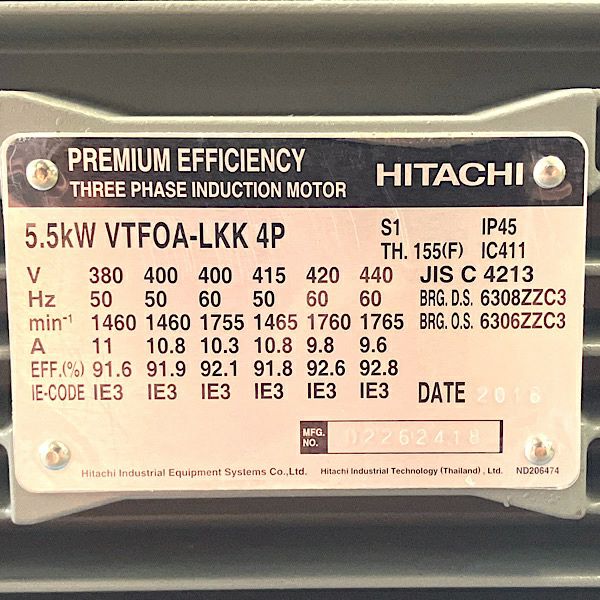 PREMIUM EFFICIENCY
THREE PHASE INDUCTION MOTOR
HITACHI
5.5kW VTFOA-LKK 4P
S1 IP45
TH. 155(F) IC411
V 380 400 400 415 420 440 JIS C 4213
Hz 50 50 60 50 60 60 BRG. D.S. 6308ZZC3
min⁻¹ 1460 1460 1755 1465 1760 1765 BRG. O.S. 6306ZZC3
A 11 10.8 10.3 10.8 9.8 9.6
EFF.(%) 91.6 91.9 92.1 91.8 92.6 92.8
IE-CODE IE3 IE3 IE3 IE3 IE3 IE3 DATE 2018
MFG. NO. D2262418
Hitachi Industrial Equipment Systems Co.,Ltd. Hitachi Industrial Technology (Thailand) , Ltd. ND206474